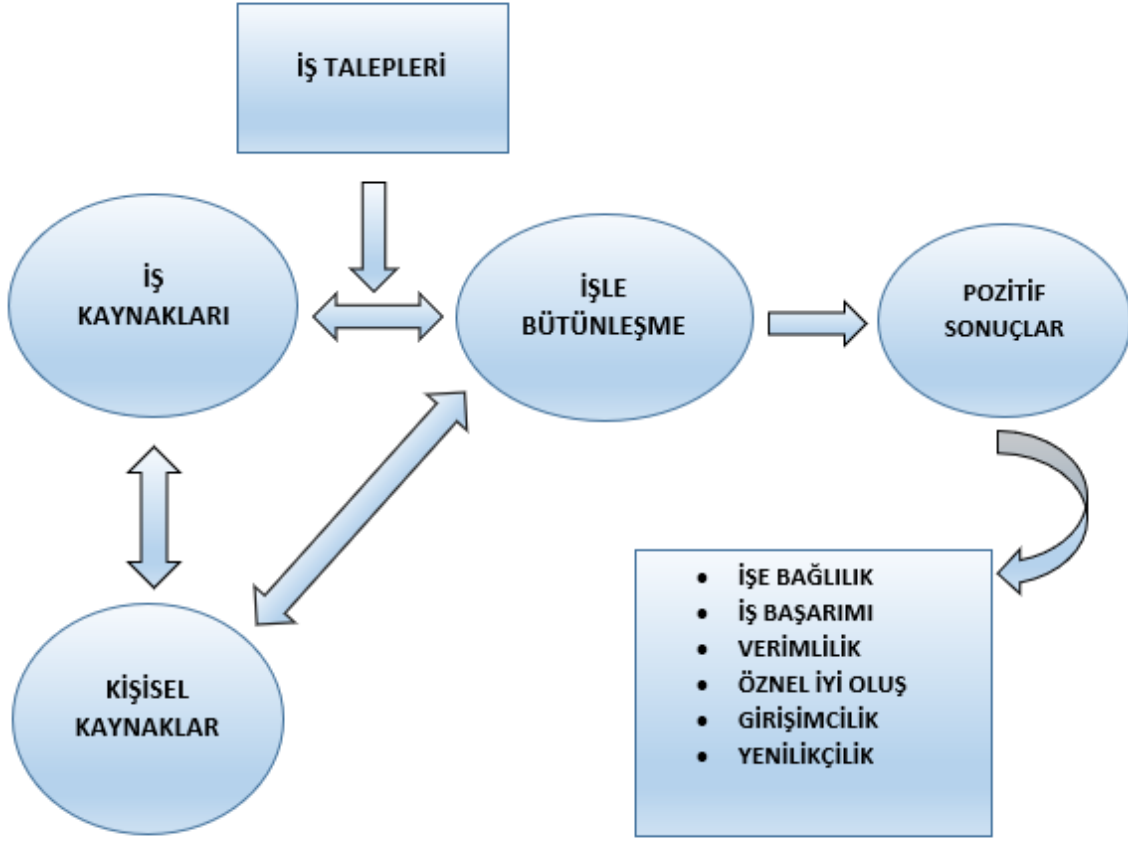 İŞ TALEPLERİ
İŞ
KAYNAKLARI
İŞLE
BÜTÜNLEŞME
POZİTİF
SONUÇLAR
KİŞİSEL
KAYNAKLAR
• İŞE BAĞLILIK
• İŞ BAŞARIMI
• VERİMLİLİK
• ÖZNEL İYİ OLUŞ
• GİRİŞİMCİLİK
• YENİLİKÇİLİK